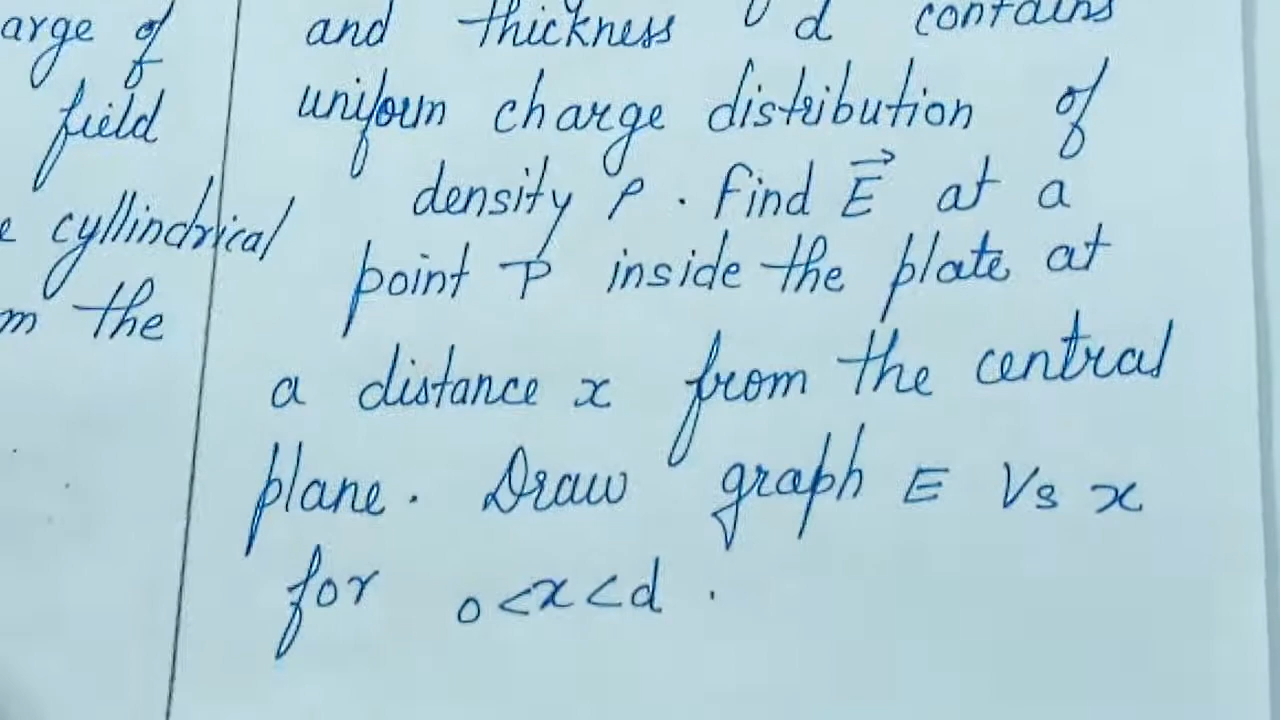 arge of
field
e cyllindrical
m the
and thickness d contains
uniform charge distribution of
density ρ . Find E⃗ at a
point P inside the plate at
a distance x from the central
plane . Draw graph E Vs x
for 0<x<d .